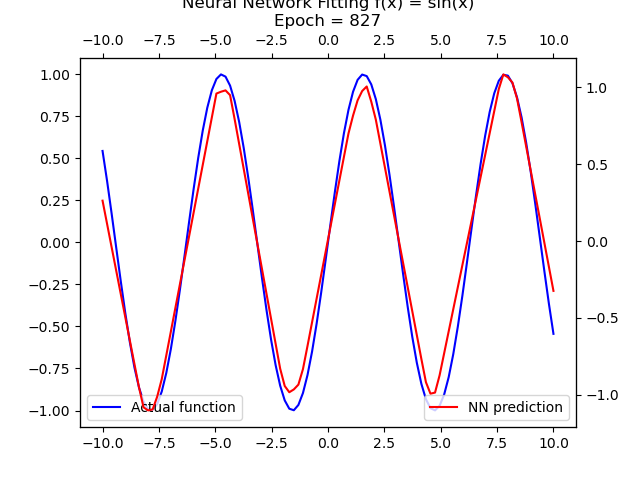 Neural Network Fitting f(x) = sin(x)
Epoch = 827
−10.0 −7.5 −5.0 −2.5 0.0 2.5 5.0 7.5 10.0
1.00
0.75
0.50
0.25
0.00
−0.25
−0.50
−0.75
−1.00
1.0
0.5
0.0
−0.5
−1.0
Actual function
NN prediction
−10.0 −7.5 −5.0 −2.5 0.0 2.5 5.0 7.5 10.0